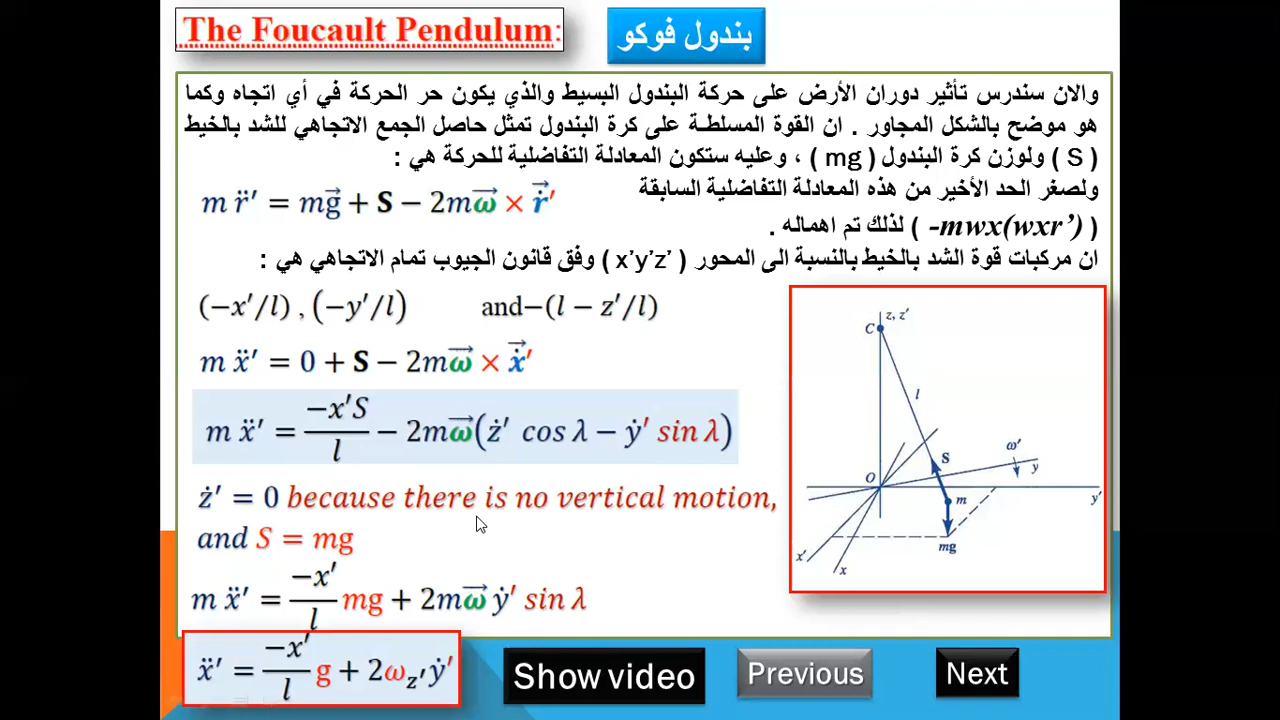 The Foucault Pendulum:
بندول فوكو
والان سندرس تأثير دوران الأرض على حركة البندول البسيط والذي يكون حر الحركة في أي اتجاه وكما
هو موضح بالشكل المجاور . ان القوة المسلطة على كرة البندول تمثل حاصل الجمع الاتجاهي للشد بالخيط
( S ) ولوزن كرة البندول ( mg ) ، وعليه ستكون المعادلة التفاضلية للحركة هي :
m r̈′ = mg⃗ + S − 2mω⃗ × ṙ⃗′
ولصغر الحد الأخير من هذه المعادلة التفاضلية السابقة
( -mwx(wxr’) ) لذلك تم اهماله .
ان مركبات قوة الشد بالخيط بالنسبة الى المحور ( x’y’z’ ) وفق قانون الجيوب تمام الاتجاهي هي :
(−x′/l) , (−y′/l) and−(l − z′/l)
m ẍ′ = 0 + S − 2mω⃗ × ẋ⃗′
m ẍ′ = −x′S/l − 2mω⃗(ż′ cos λ − ẏ′ sin λ)
ż′ = 0 because there is no vertical motion,
and S = mg
m ẍ′ = −x′/l mg + 2mω⃗ ẏ′ sin λ
ẍ′ = −x′/l g + 2ω_z′ ẏ′
z, z′
C
l
S
ω′
y
O
m
y′
mg
x′
x
Show video
Previous
Next